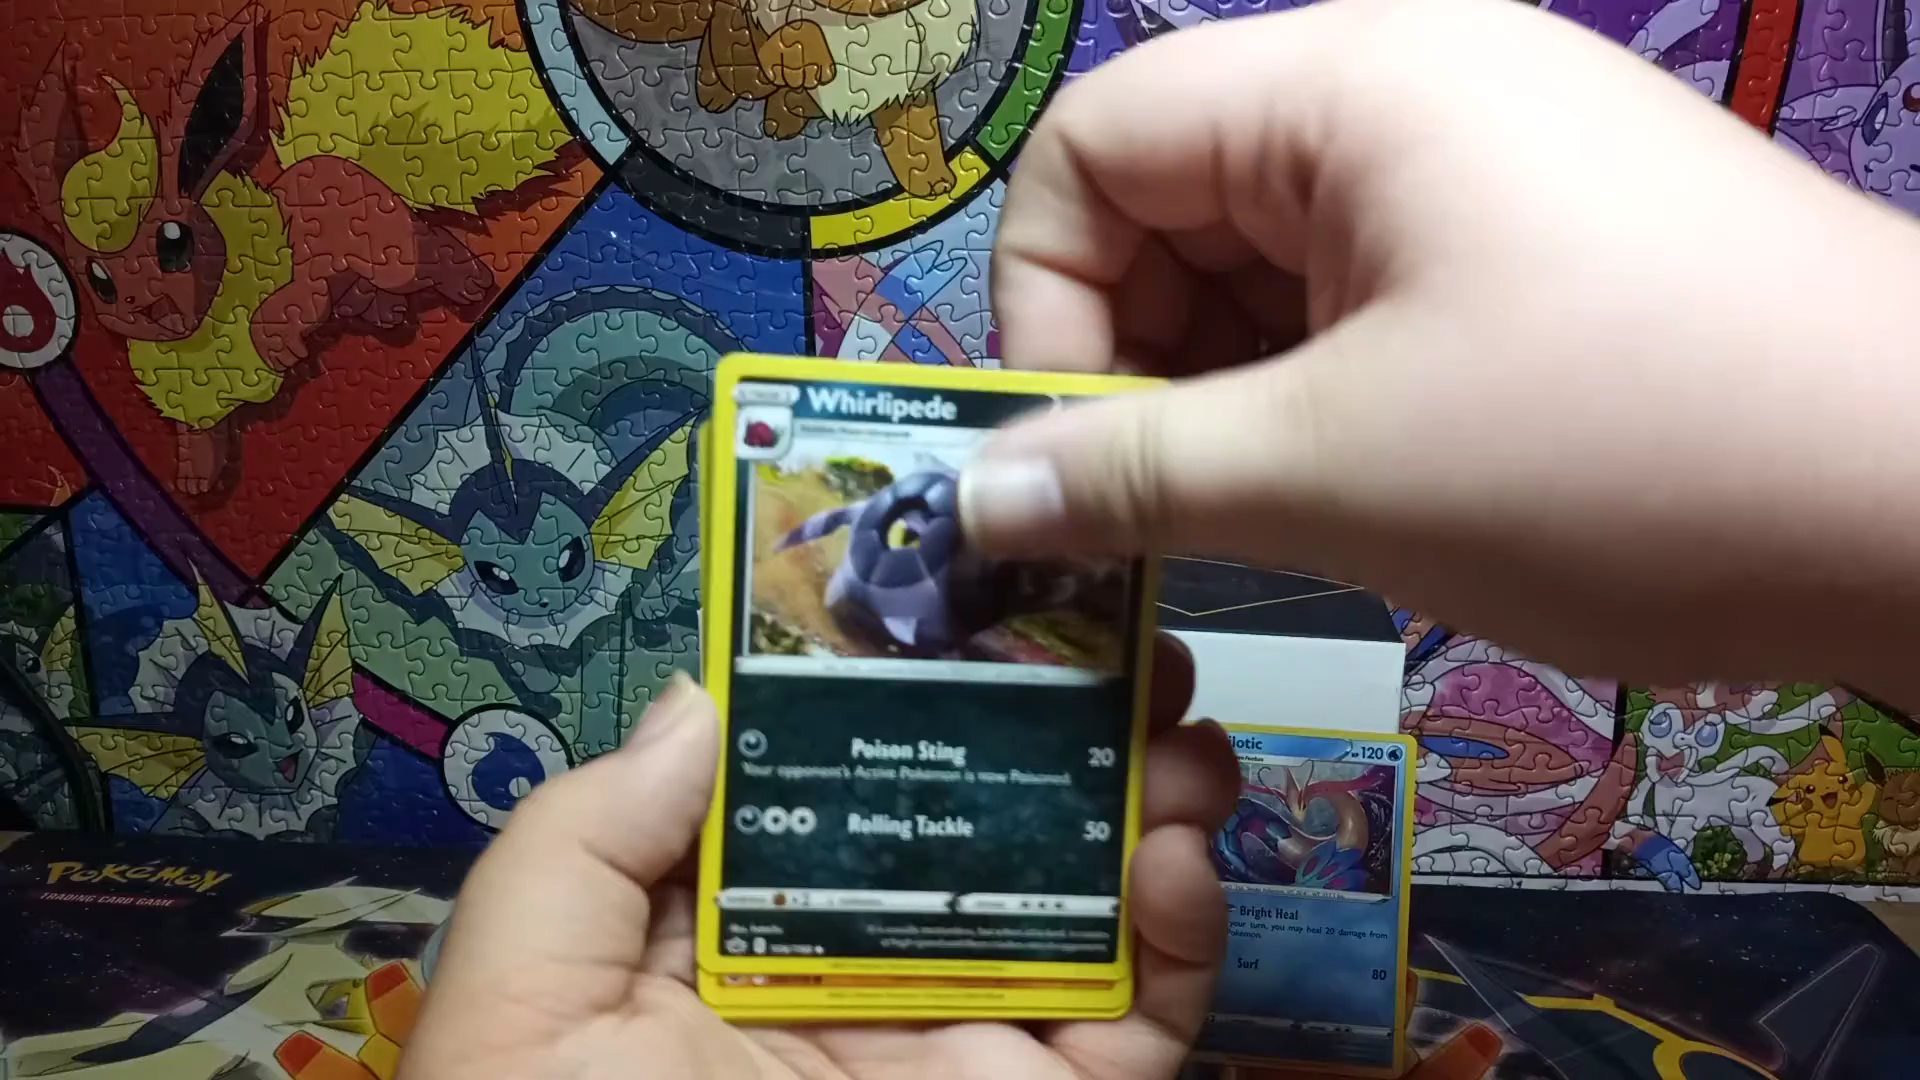 Whirlipede
Poison Sting 20
Your opponent's Active Pokémon is now Poisoned.
Rolling Tackle 50
lotic 120
Bright Heal
your turn, you may heal 20 damage from
Pokémon.
Surf 80
POKÉMON
TRADING CARD GAME